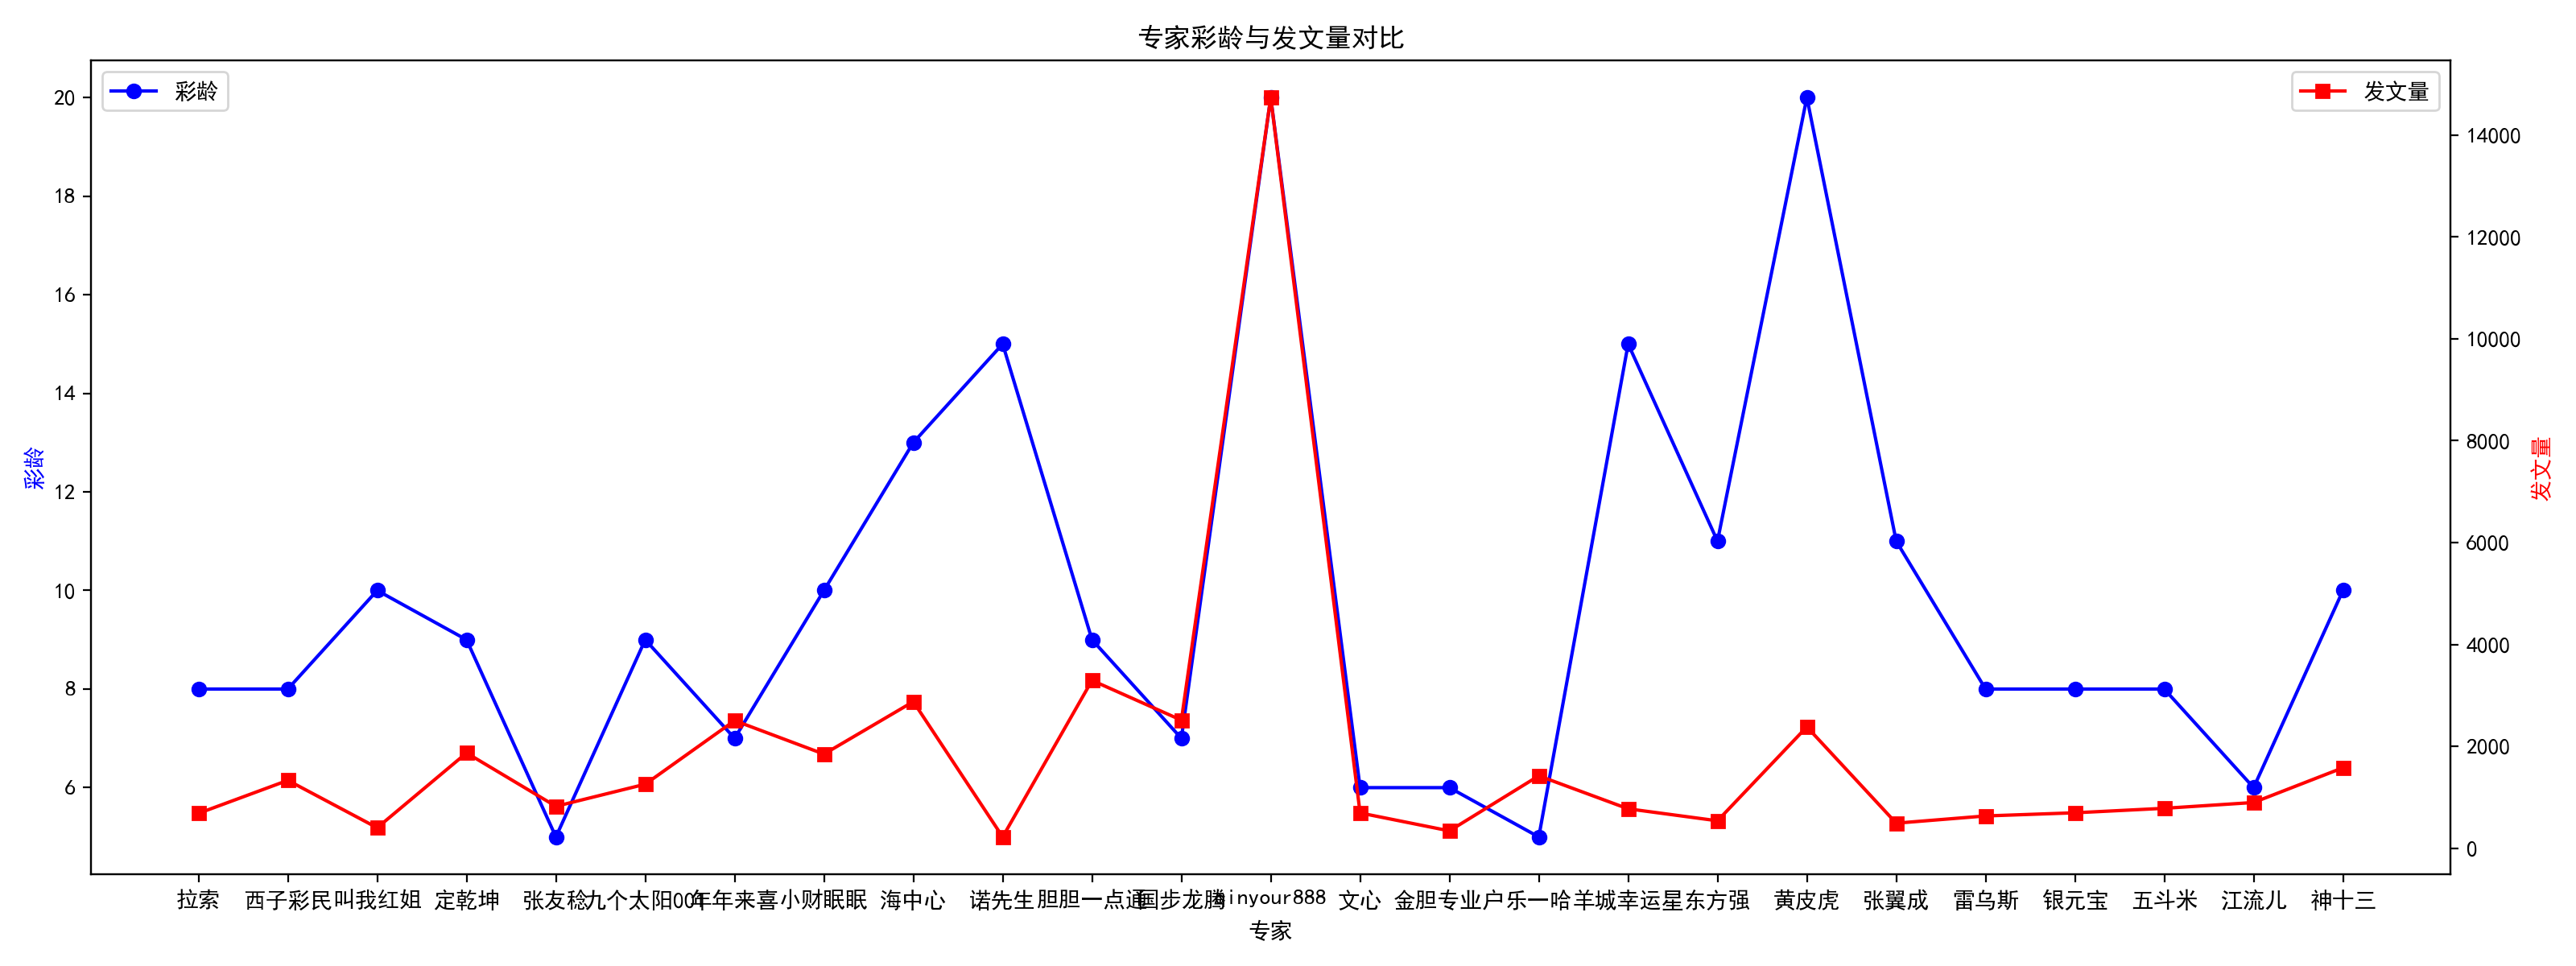 专家彩龄与发文量对比
彩龄
发文量
20
18
16
14
12
10
8
6
彩龄
14000
12000
10000
8000
6000
4000
2000
0
发文量
拉索 西子彩民 叫我红姐 定乾坤 张友稔 九个太阳001 年年来喜 小财眠眠 海中心 诺先生 胆胆一点通 国步龙腾 inyour888 文心 金胆专业户 乐一哈 羊城幸运星 东方强 黄皮虎 张翼成 雷乌斯 银元宝 五斗米 江流儿 神十三
专家